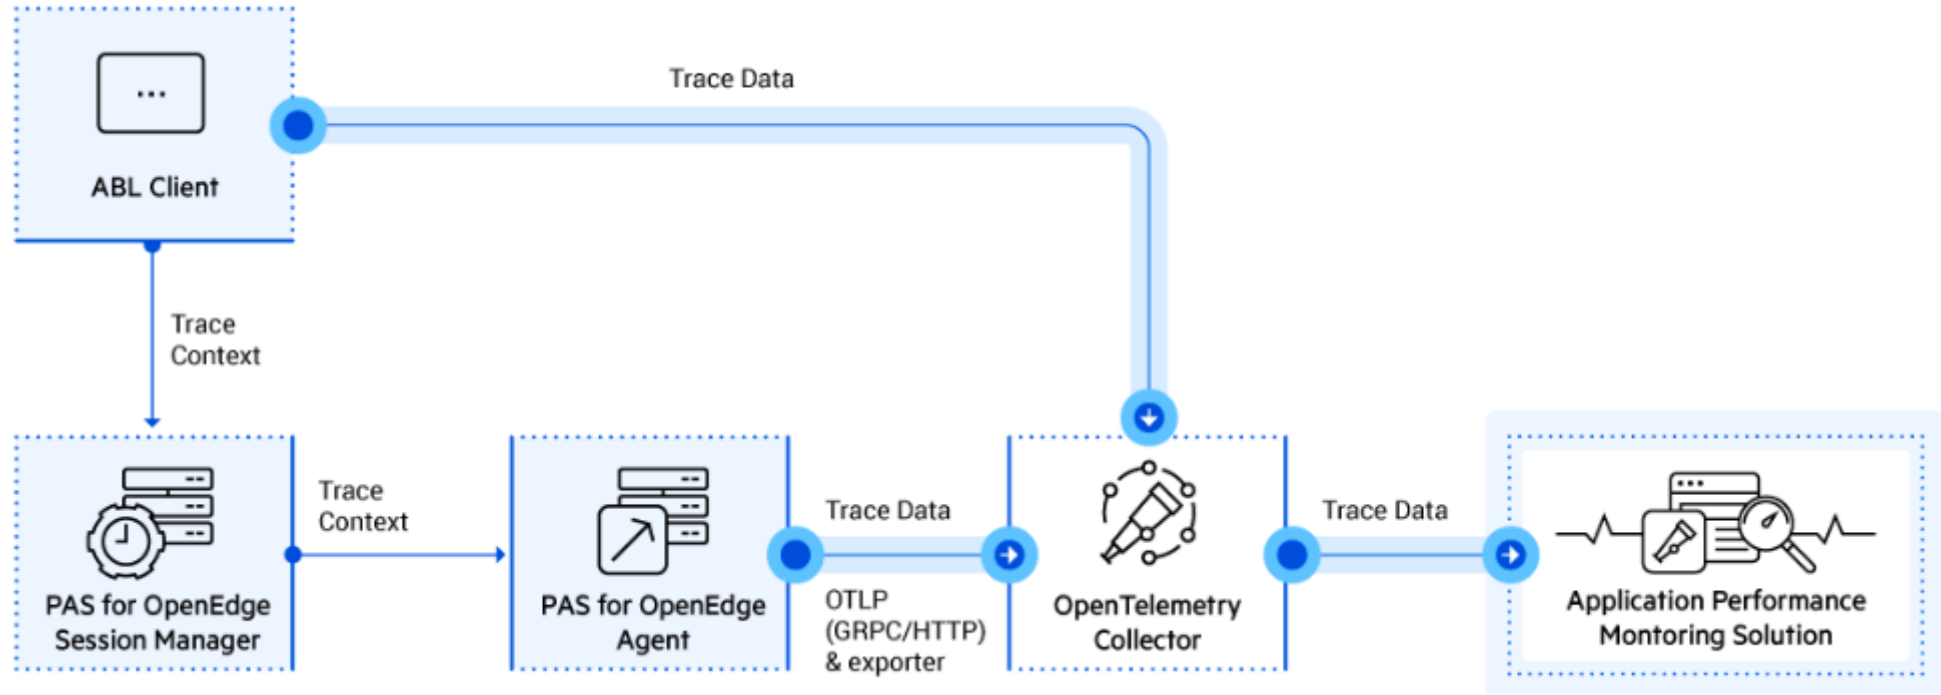 Trace Data
ABL Client
Trace
Context
Trace
Context
PAS for OpenEdge
Session Manager
PAS for OpenEdge
Agent
Trace Data
OTLP
(GRPC/HTTP)
& exporter
OpenTelemetry
Collector
Trace Data
Application Performance
Montoring Solution